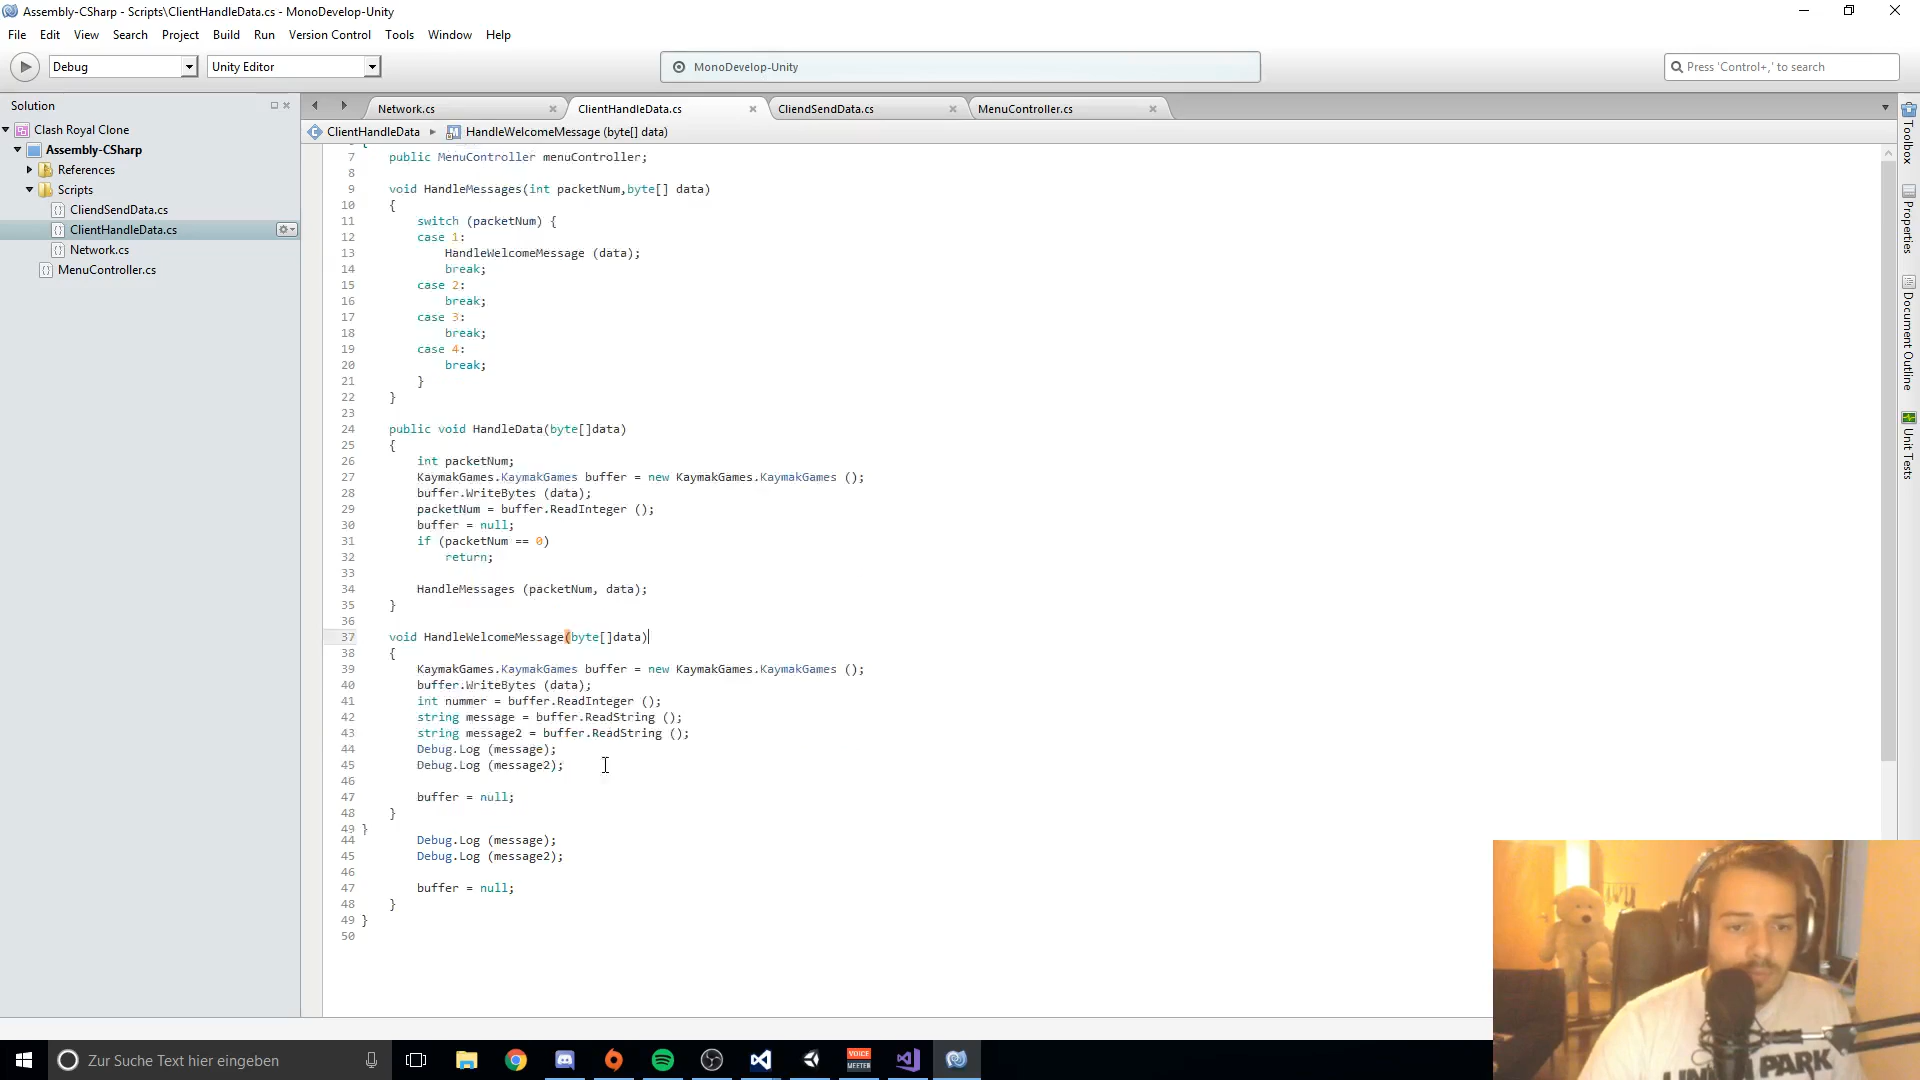 Assembly-CSharp - Scripts\ClientHandleData.cs - MonoDevelop-Unity
File Edit View Search Project Build Run Version Control Tools Window Help
Debug Unity Editor MonoDevelop-Unity Press 'Control+,' to search
Solution Network.cs ClientHandleData.cs CliendSendData.cs MenuController.cs
ClientHandleData HandleWelcomeMessage (byte[] data)
Clash Royal Clone
Assembly-CSharp
References
Scripts
CliendSendData.cs
ClientHandleData.cs
Network.cs
MenuController.cs
7 public MenuController menuController;
8
9 void HandleMessages(int packetNum,byte[] data)
10 {
11 switch (packetNum) {
12 case 1:
13 HandleWelcomeMessage (data);
14 break;
15 case 2:
16 break;
17 case 3:
18 break;
19 case 4:
20 break;
21 }
22 }
23
24 public void HandleData(byte[]data)
25 {
26 int packetNum;
27 KaymakGames.KaymakGames buffer = new KaymakGames.KaymakGames ();
28 buffer.WriteBytes (data);
29 packetNum = buffer.ReadInteger ();
30 buffer = null;
31 if (packetNum == 0)
32 return;
33
34 HandleMessages (packetNum, data);
35 }
36
37 void HandleWelcomeMessage(byte[]data)
38 {
39 KaymakGames.KaymakGames buffer = new KaymakGames.KaymakGames ();
40 buffer.WriteBytes (data);
41 int nummer = buffer.ReadInteger ();
42 string message = buffer.ReadString ();
43 string message2 = buffer.ReadString ();
44 Debug.Log (message);
45 Debug.Log (message2);
46
47 buffer = null;
48 }
49 }
44 Debug.Log (message);
45 Debug.Log (message2);
46
47 buffer = null;
48 }
49 }
50
Toolbox
Properties
Document Outline
Unit Tests
Zur Suche Text hier eingeben
VOICE
MEETER
PARK